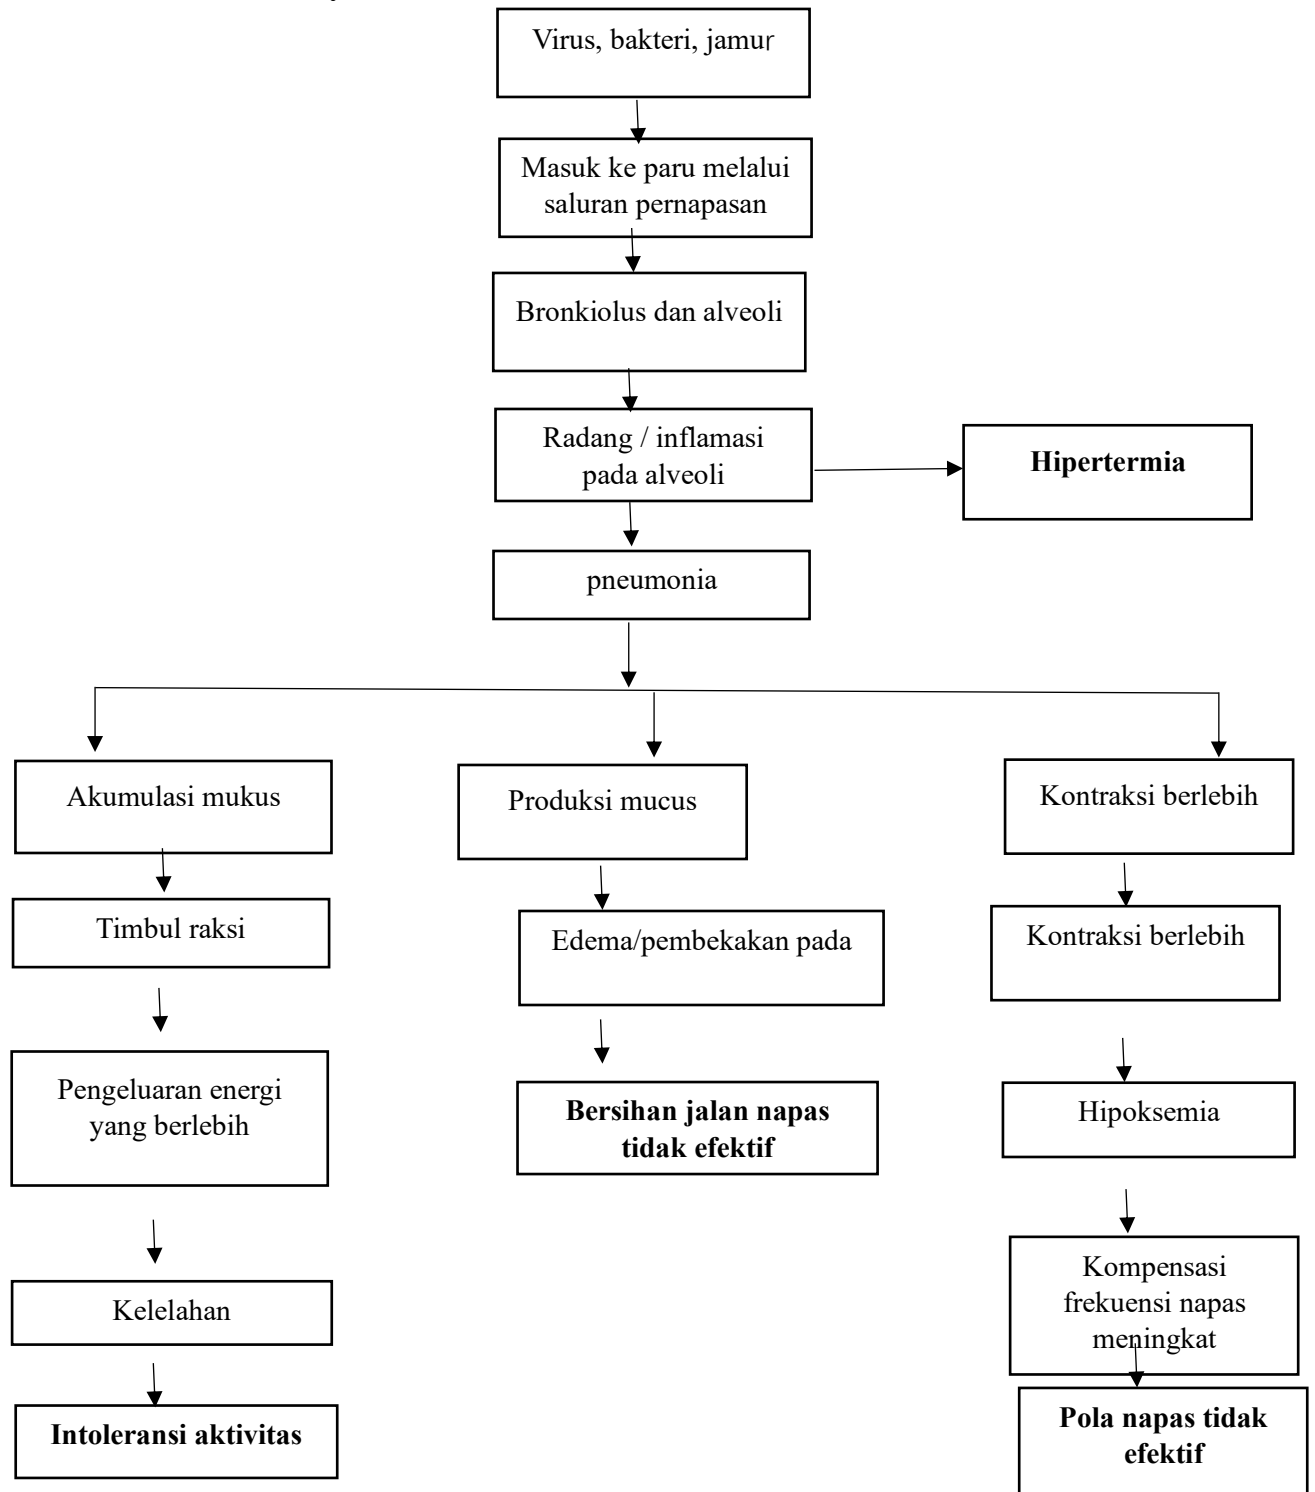 Virus, bakteri, jamur
Masuk ke paru melalui
saluran pernapasan
Bronkiolus dan alveoli
Radang / inflamasi
pada alveoli
Hipertermia
pneumonia
Akumulasi mukus
Timbul raksi
Pengeluaran energi
yang berlebih
Kelelahan
Intoleransi aktivitas
Produksi mucus
Edema/pembekakan pada
Bersihan jalan napas
tidak efektif
Kontraksi berlebih
Kontraksi berlebih
Hipoksemia
Kompensasi
frekuensi napas
meningkat
Pola napas tidak
efektif